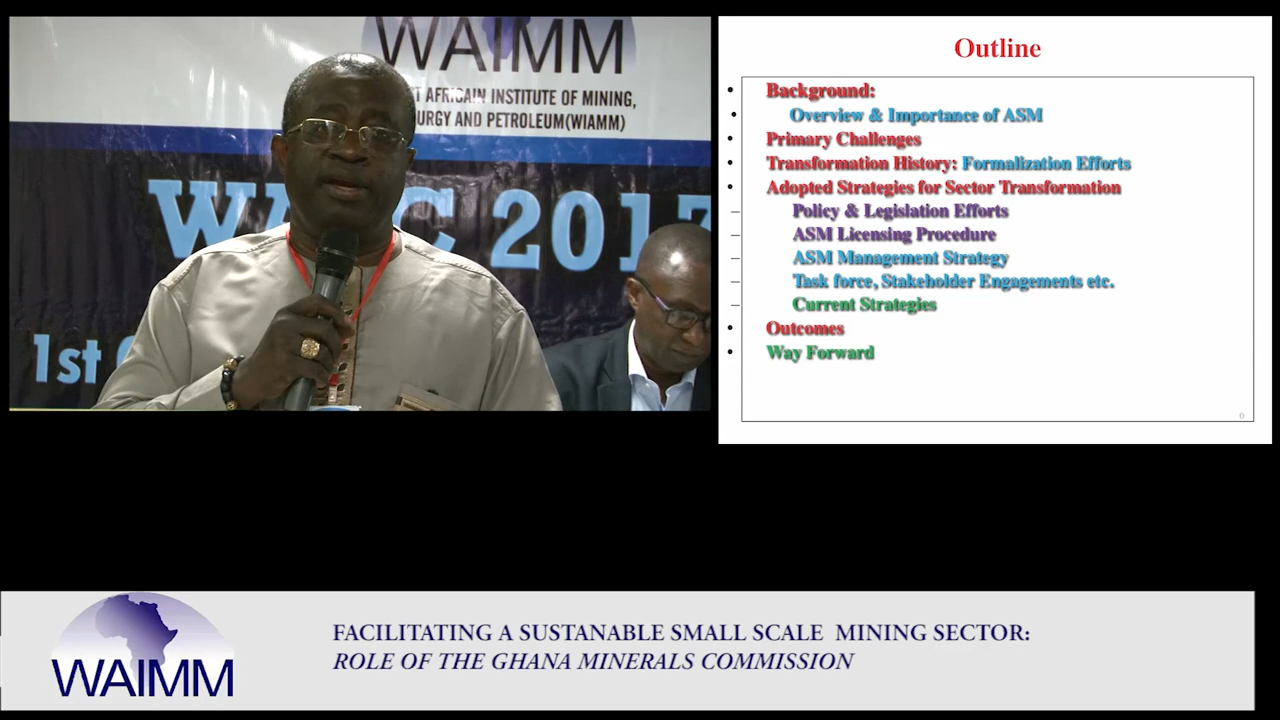 WAIMM
T AFRICAIN INSTITUTE OF MINING,
URGY AND PETROLEUM(WIAMM)
2017
1st
Outline
• Background:
• Overview & Importance of ASM
• Primary Challenges
• Transformation History: Formalization Efforts
• Adopted Strategies for Sector Transformation
– Policy & Legislation Efforts
– ASM Licensing Procedure
– ASM Management Strategy
– Task force, Stakeholder Engagements etc.
– Current Strategies
• Outcomes
• Way Forward
0
WAIMM
FACILITATING A SUSTANABLE SMALL SCALE MINING SECTOR:
ROLE OF THE GHANA MINERALS COMMISSION